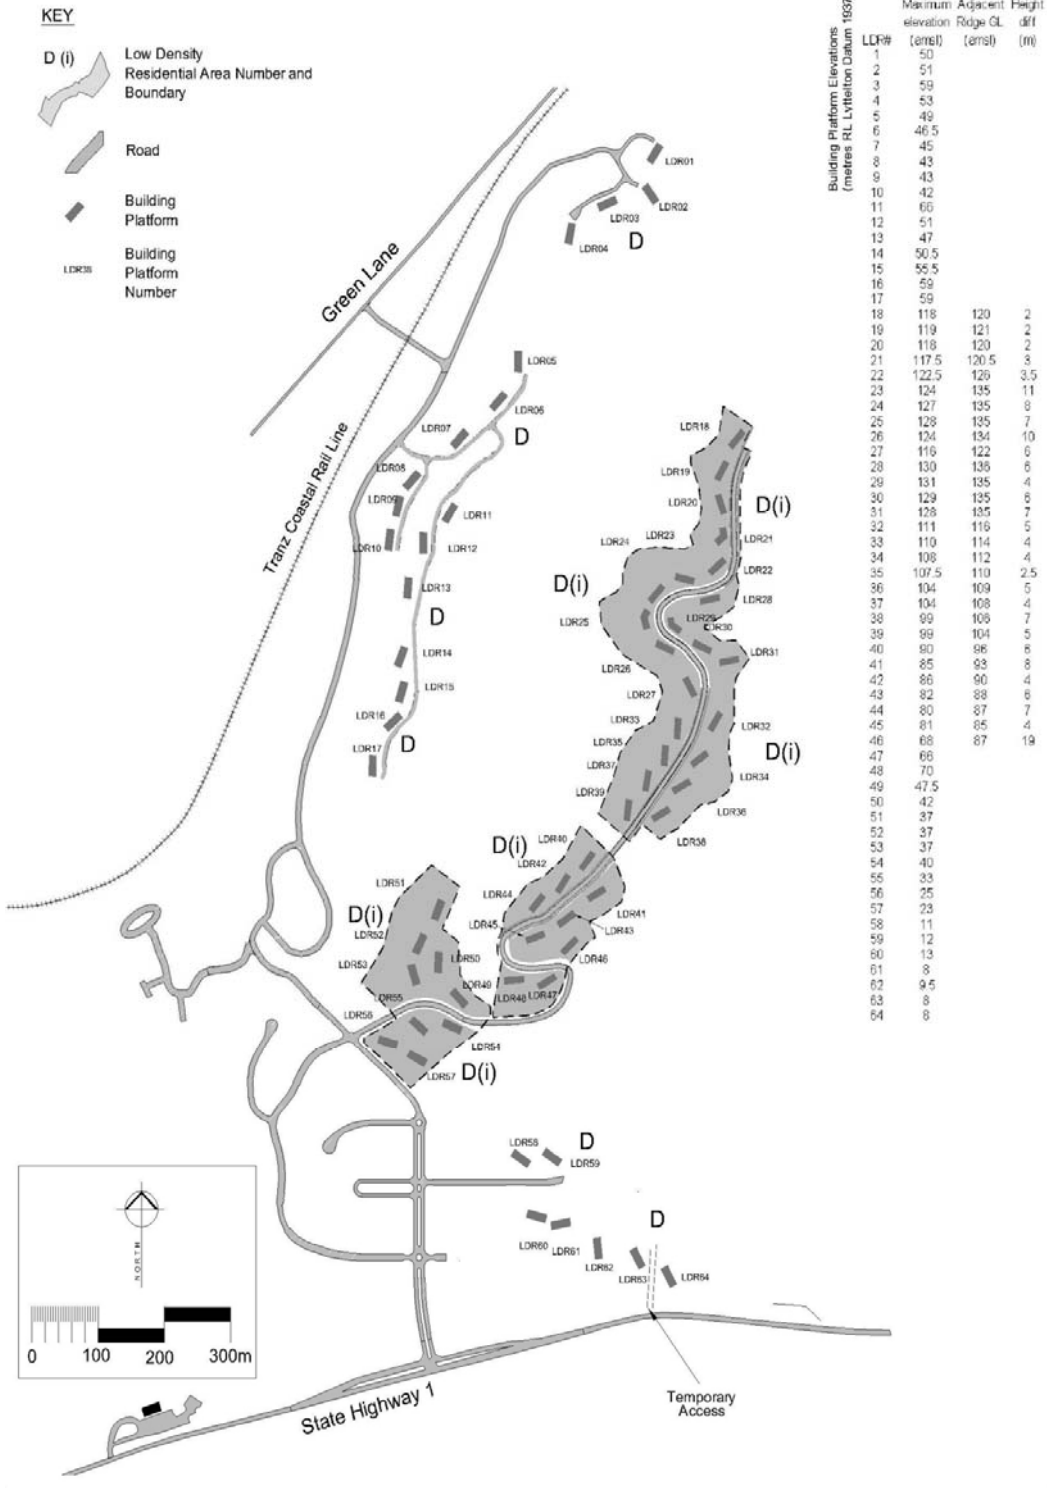 KEY
D (i)
Low Density
Residential Area Number and
Boundary
Road
Building
Platform
LDR38
Building
Platform
Number
Building Platform Elevations
(metres RL Lyttelton Datum 1937
Maximum Adjacent Height
elevation Ridge GL diff
LDR# (amsl) (amsl) (m)
1 50
2 51
3 59
4 53
5 49
6 46.5
7 45
8 43
9 43
10 42
11 66
12 51
13 47
14 50.5
15 55.5
16 59
17 59
18 118 120 2
19 119 121 2
20 118 120 2
21 117.5 120.5 3
22 122.5 126 3.5
23 124 135 11
24 127 135 8
25 128 135 7
26 124 134 10
27 116 122 6
28 130 136 6
29 131 135 4
30 129 135 6
31 128 135 7
32 111 116 5
33 110 114 4
34 108 112 4
35 107.5 110 2.5
36 104 109 5
37 104 108 4
38 99 106 7
39 99 104 5
40 90 96 6
41 85 93 8
42 86 90 4
43 82 88 6
44 80 87 7
45 81 85 4
46 68 87 19
47 66
48 70
49 47.5
50 42
51 37
52 37
53 37
54 40
55 33
56 25
57 23
58 11
59 12
60 13
61 8
62 9.5
63 8
64 8
LDR01
LDR02
LDR03
LDR04
D
Green Lane
Tranz Coastal Rail Line
LDR05
LDR06
LDR07
D
LDR08
LDR09
LDR10
LDR11
LDR12
LDR13
D
LDR14
LDR15
LDR16
LDR17
D
LDR18
LDR19
LDR20
D(i)
LDR21
LDR23
LDR24
LDR22
D(i)
LDR28
LDR25
LDR29
LDR30
LDR31
LDR26
LDR27
LDR33
LDR32
LDR35
D(i)
LDR37
LDR34
LDR39
LDR36
LDR38
LDR40
D(i)
LDR42
LDR44
LDR41
LDR45
LDR43
LDR46
LDR51
D(i)
LDR52
LDR50
LDR53
LDR49
LDR48
LDR47
LDR55
LDR56
LDR54
LDR57
D(i)
LDR58
D
LDR59
LDR60
LDR61
D
LDR62
LDR63
LDR64
NORTH
0 100 200 300m
State Highway 1
Temporary
Access